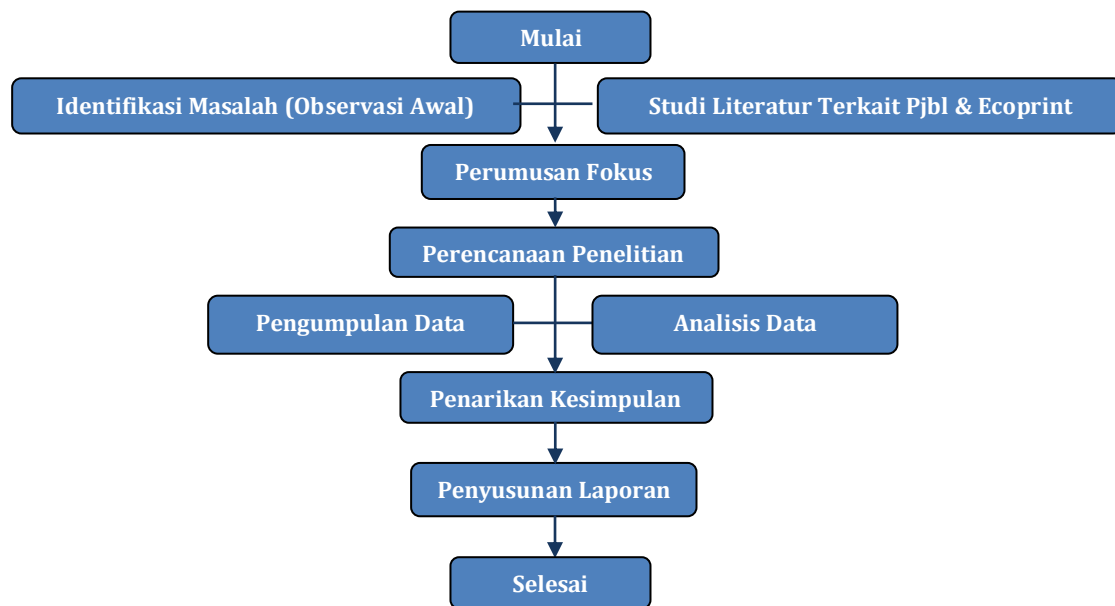 Mulai
Identifikasi Masalah (Observasi Awal)
Studi Literatur Terkait Pjbl & Ecoprint
Perumusan Fokus
Perencanaan Penelitian
Pengumpulan Data
Analisis Data
Penarikan Kesimpulan
Penyusunan Laporan
Selesai